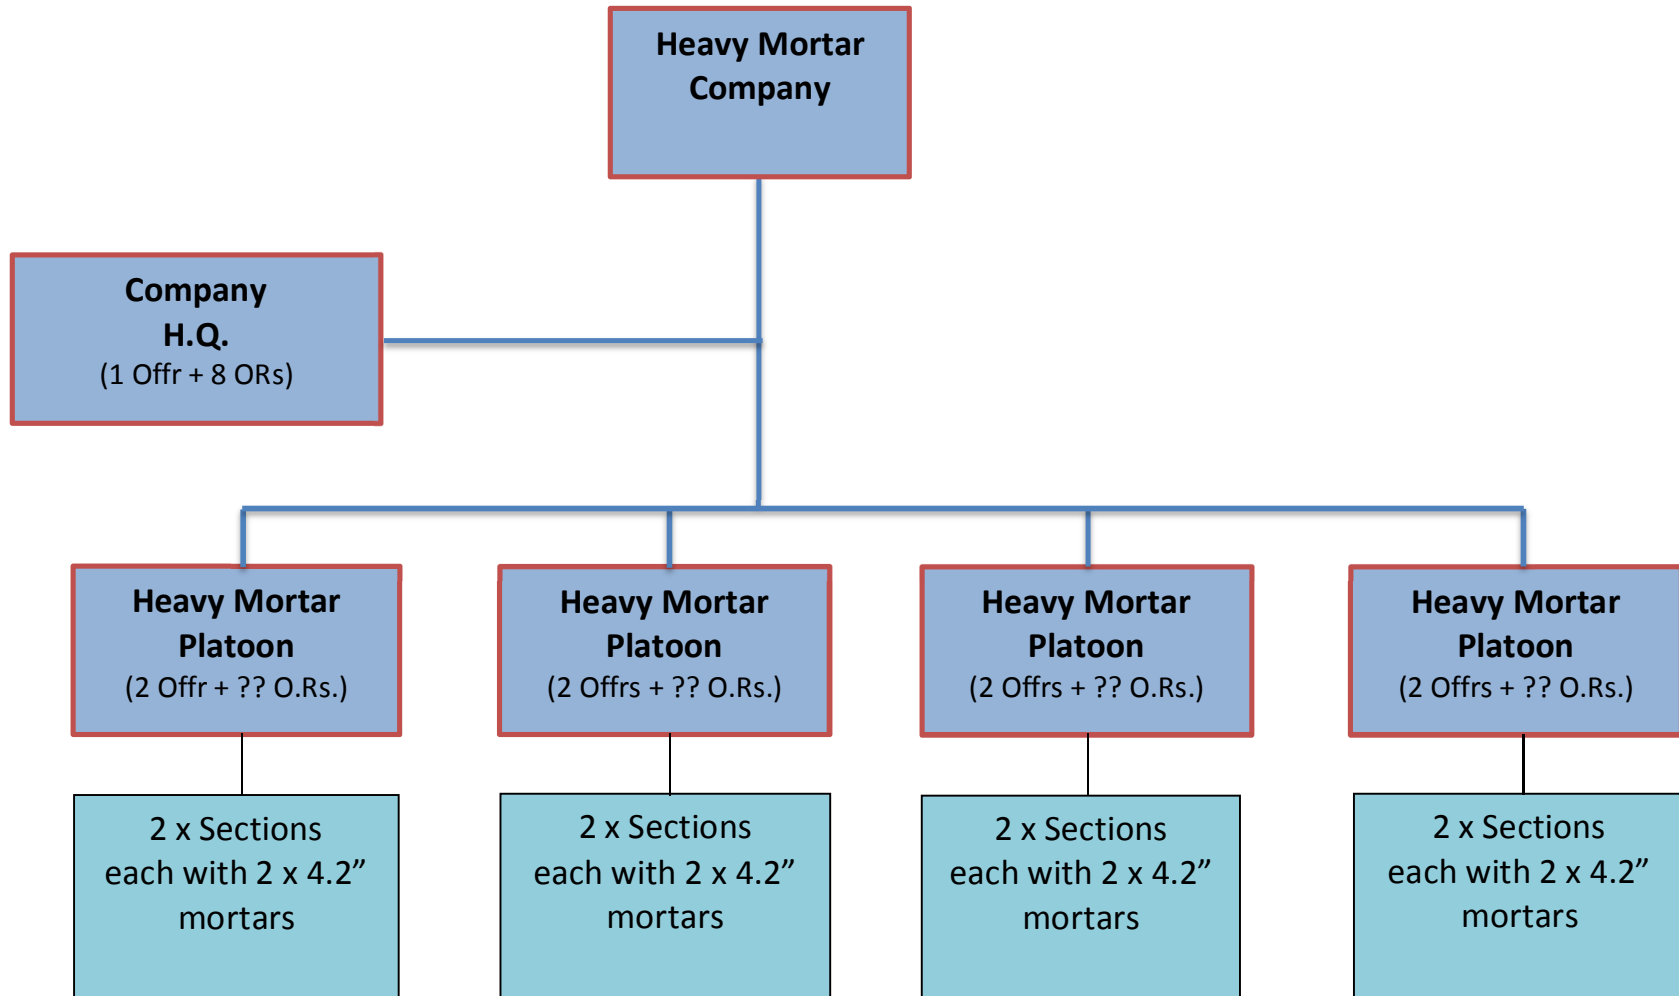 Heavy Mortar
Company
Company
H.Q.
(1 Offr + 8 ORs)
Heavy Mortar
Platoon
(2 Offr + ?? O.Rs.)
Heavy Mortar
Platoon
(2 Offrs + ?? O.Rs.)
Heavy Mortar
Platoon
(2 Offrs + ?? O.Rs.)
Heavy Mortar
Platoon
(2 Offrs + ?? O.Rs.)
2 x Sections
each with 2 x 4.2”
mortars
2 x Sections
each with 2 x 4.2”
mortars
2 x Sections
each with 2 x 4.2”
mortars
2 x Sections
each with 2 x 4.2”
mortars